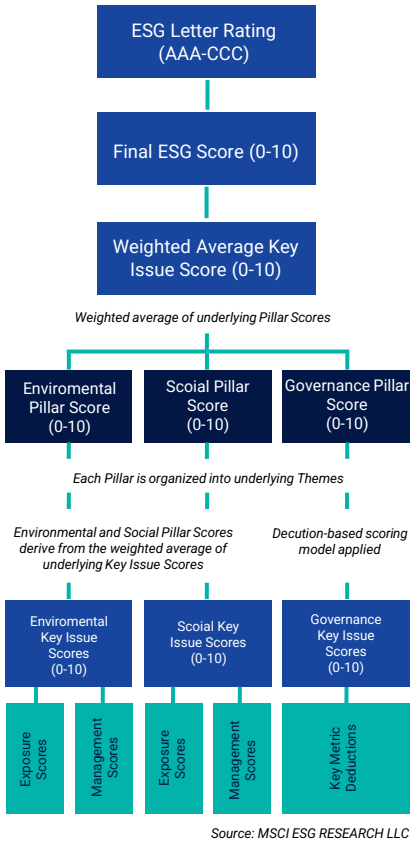 ESG Letter Rating
(AAA-CCC)
Final ESG Score (0-10)
Weighted Average Key
Issue Score (0-10)
Weighted average of underlying Pillar Scores
Enviromental
Pillar Score
(0-10)
Scoial Pillar
Score
(0-10)
Governance Pillar
Score
(0-10)
Each Pillar is organized into underlying Themes
Environmental and Social Pillar Scores
derive from the weighted average of
underlying Key Issue Scores
Decution-based scoring
model applied
Enviromental
Key Issue
Scores
(0-10)
Scoial Key
Issue Scores
(0-10)
Governance
Key Issue
Scores
(0-10)
Exposure
Scores
Management
Scores
Exposure
Scores
Management
Scores
Key Metric
Deductions
Source: MSCI ESG RESEARCH LLC